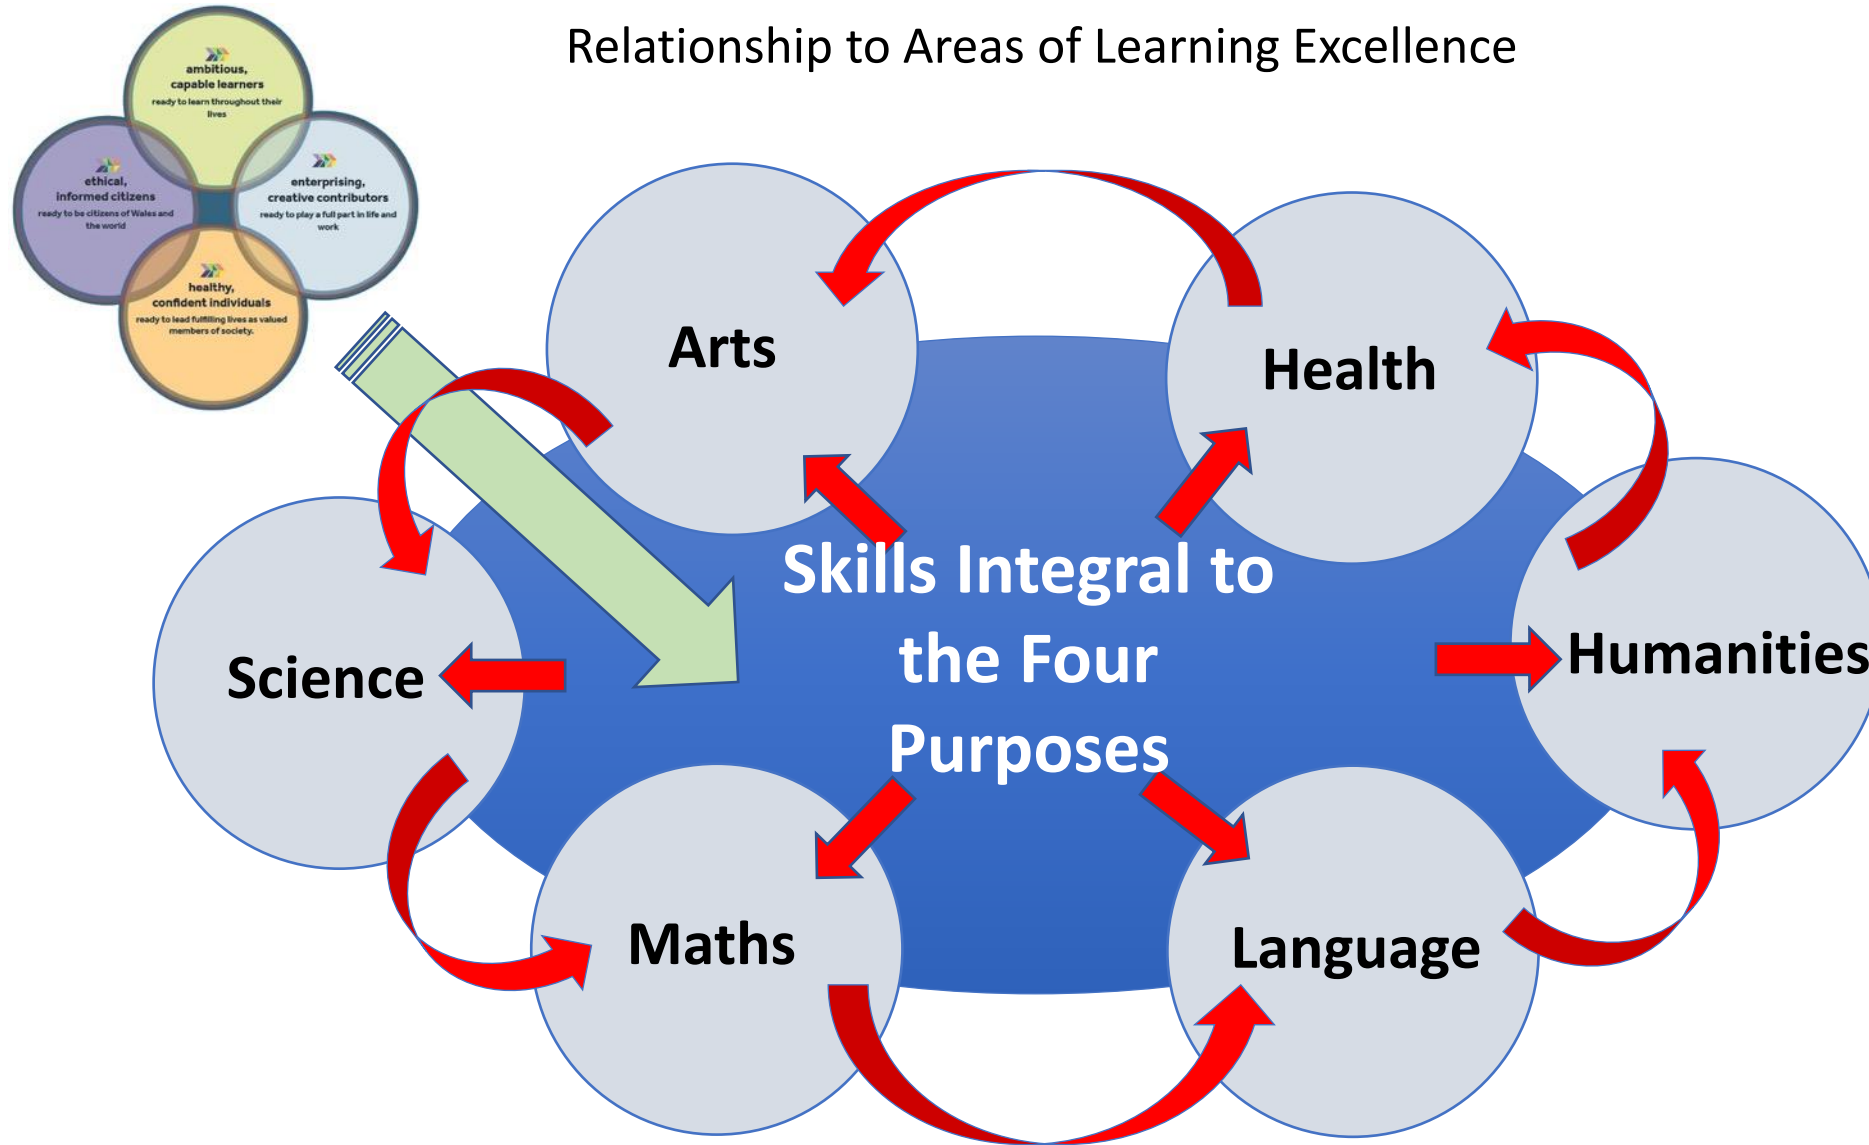 Relationship to Areas of Learning Excellence
ambitious,
capable learners
ready to learn throughout their
lives
ethical,
informed citizens
ready to be citizens of Wales and
the world
enterprising,
creative contributors
ready to play a full part in life and
work
healthy,
confident individuals
ready to lead fulfilling lives as valued
members of society.
Arts
Health
Science
Skills Integral to
the Four
Purposes
Humanities
Maths
Language